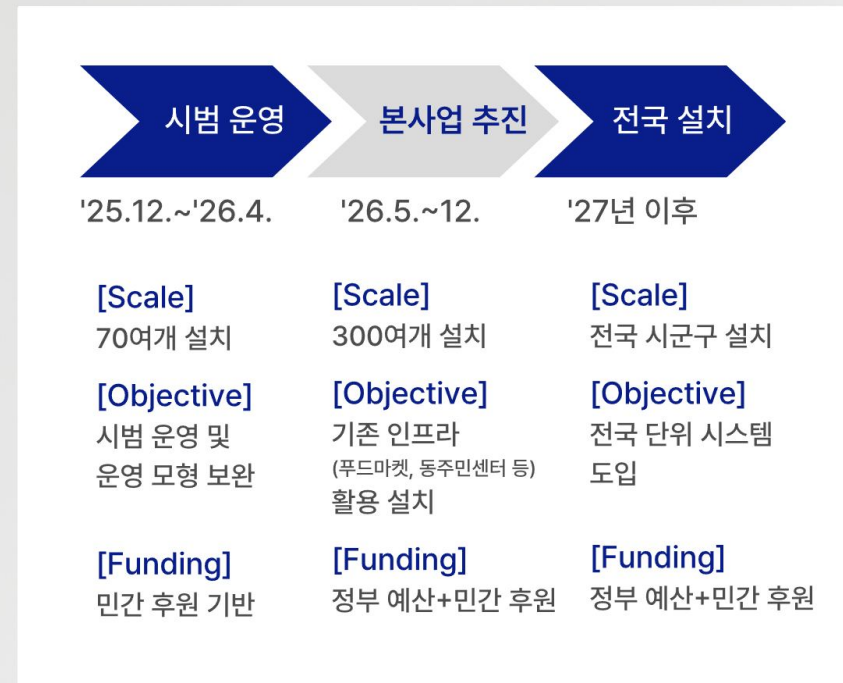 시범 운영
본사업 추진
전국 설치
'25.12.~'26.4.
'26.5.~12.
'27년 이후
[Scale]
70여개 설치
[Objective]
시범 운영 및
운영 모형 보완
[Funding]
민간 후원 기반
[Scale]
300여개 설치
[Objective]
기존 인프라
(푸드마켓, 동주민센터 등)
활용 설치
[Funding]
정부 예산+민간 후원
[Scale]
전국 시군구 설치
[Objective]
전국 단위 시스템
도입
[Funding]
정부 예산+민간 후원